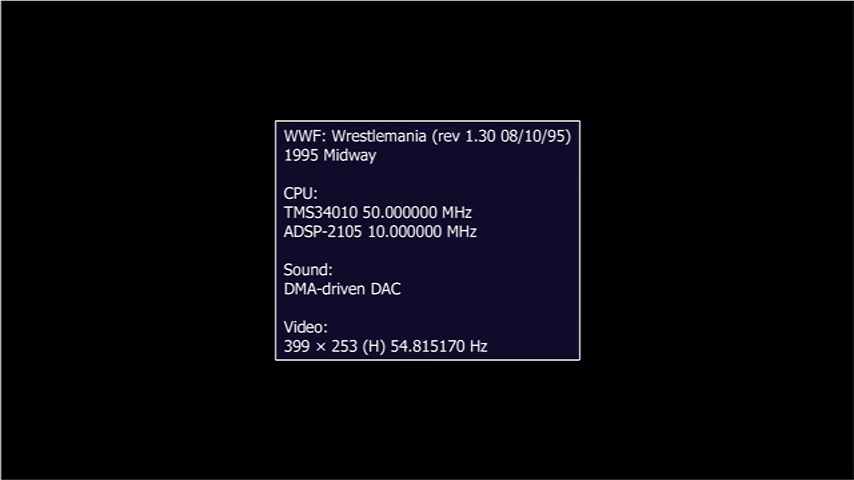 WWF: Wrestlemania (rev 1.30 08/10/95)
1995 Midway
CPU:
TMS34010 50.000000 MHz
ADSP-2105 10.000000 MHz
Sound:
DMA-driven DAC
Video:
399 × 253 (H) 54.815170 Hz